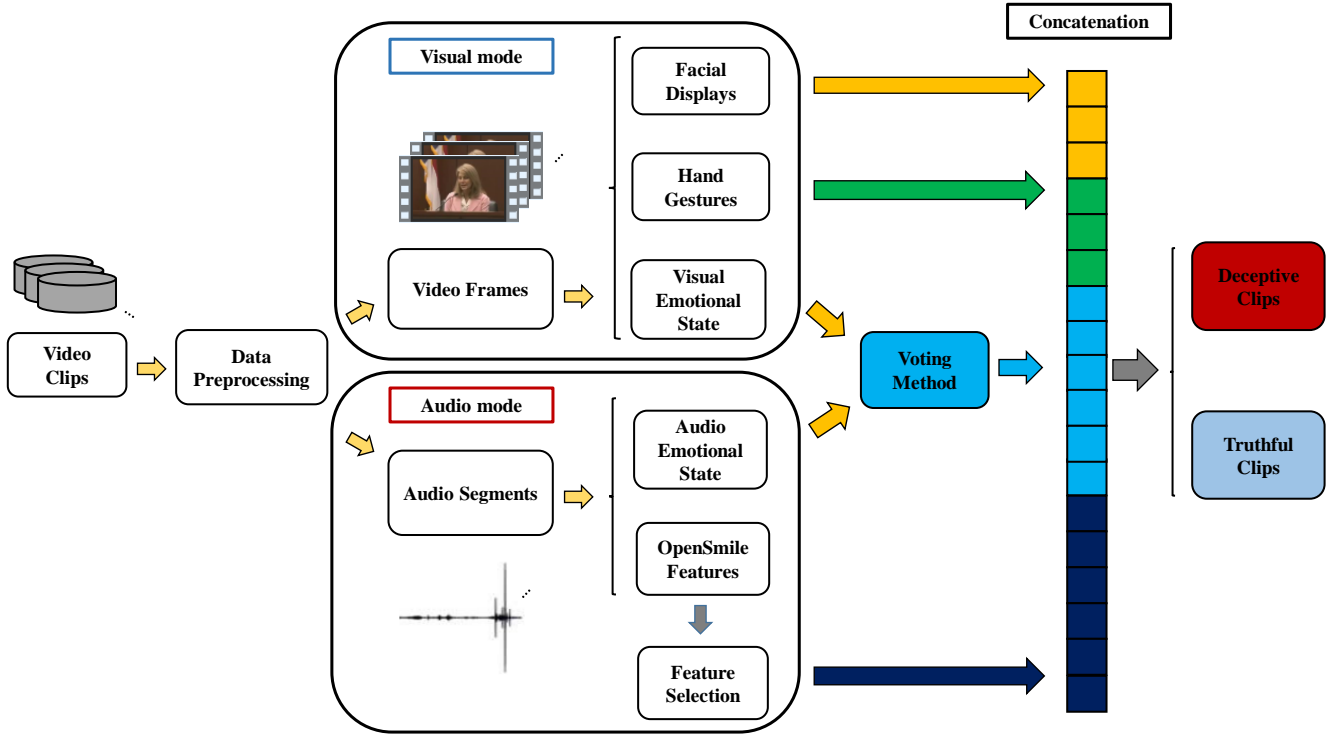 Concatenation
Visual mode
Facial
Displays
Hand
Gestures
Video Frames
Visual
Emotional
State
Video
Clips
Data
Preprocessing
Voting
Method
Deceptive
Clips
Audio mode
Audio
Emotional
State
Audio Segments
Truthful
Clips
OpenSmile
Features
Feature
Selection